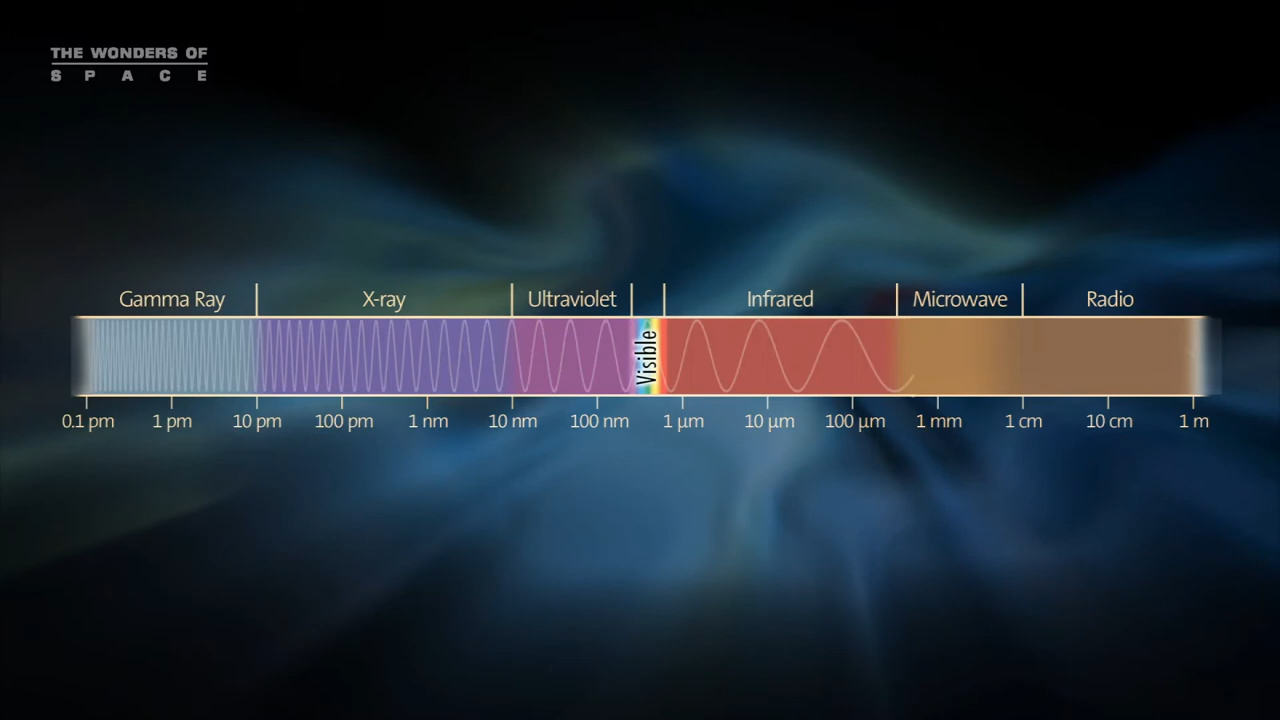 THE WONDERS OF
SPACE
Gamma Ray X-ray Ultraviolet Infrared Microwave Radio
Visible
0.1 pm 1 pm 10 pm 100 pm 1 nm 10 nm 100 nm 1 µm 10 µm 100 µm 1 mm 1 cm 10 cm 1 m